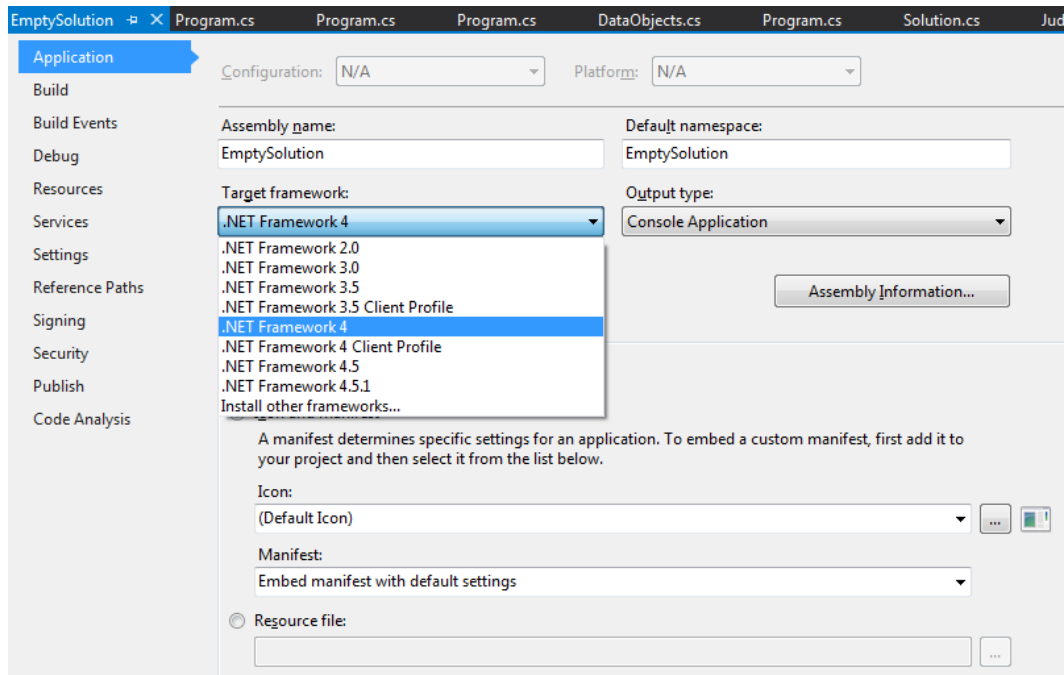 EmptySolution Program.cs Program.cs Program.cs DataObjects.cs Program.cs Solution.cs Jud
Application
Build
Build Events
Debug
Resources
Services
Settings
Reference Paths
Signing
Security
Publish
Code Analysis
Configuration: N/A Platform: N/A
Assembly name: Default namespace:
EmptySolution EmptySolution
Target framework: Output type:
.NET Framework 4 Console Application
.NET Framework 2.0
.NET Framework 3.0
.NET Framework 3.5
.NET Framework 3.5 Client Profile
.NET Framework 4
.NET Framework 4 Client Profile
.NET Framework 4.5
.NET Framework 4.5.1
Install other frameworks...
Assembly Information...
A manifest determines specific settings for an application. To embed a custom manifest, first add it to
your project and then select it from the list below.
Icon:
(Default Icon) ...
Manifest:
Embed manifest with default settings
Resource file:
...